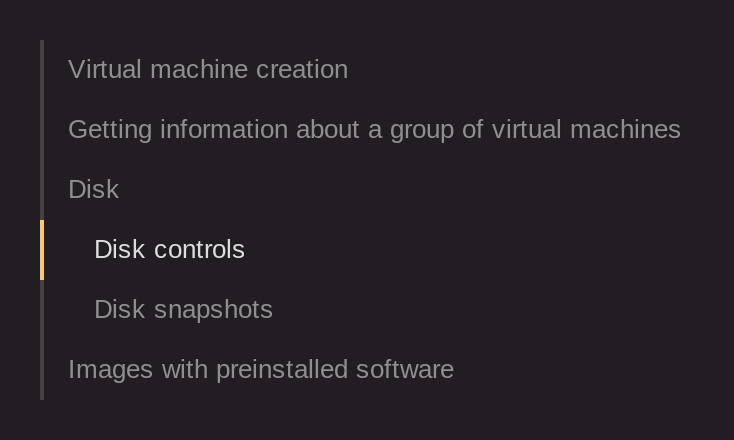 Virtual machine creation
Getting information about a group of virtual machines
Disk
Disk controls
Disk snapshots
Images with preinstalled software